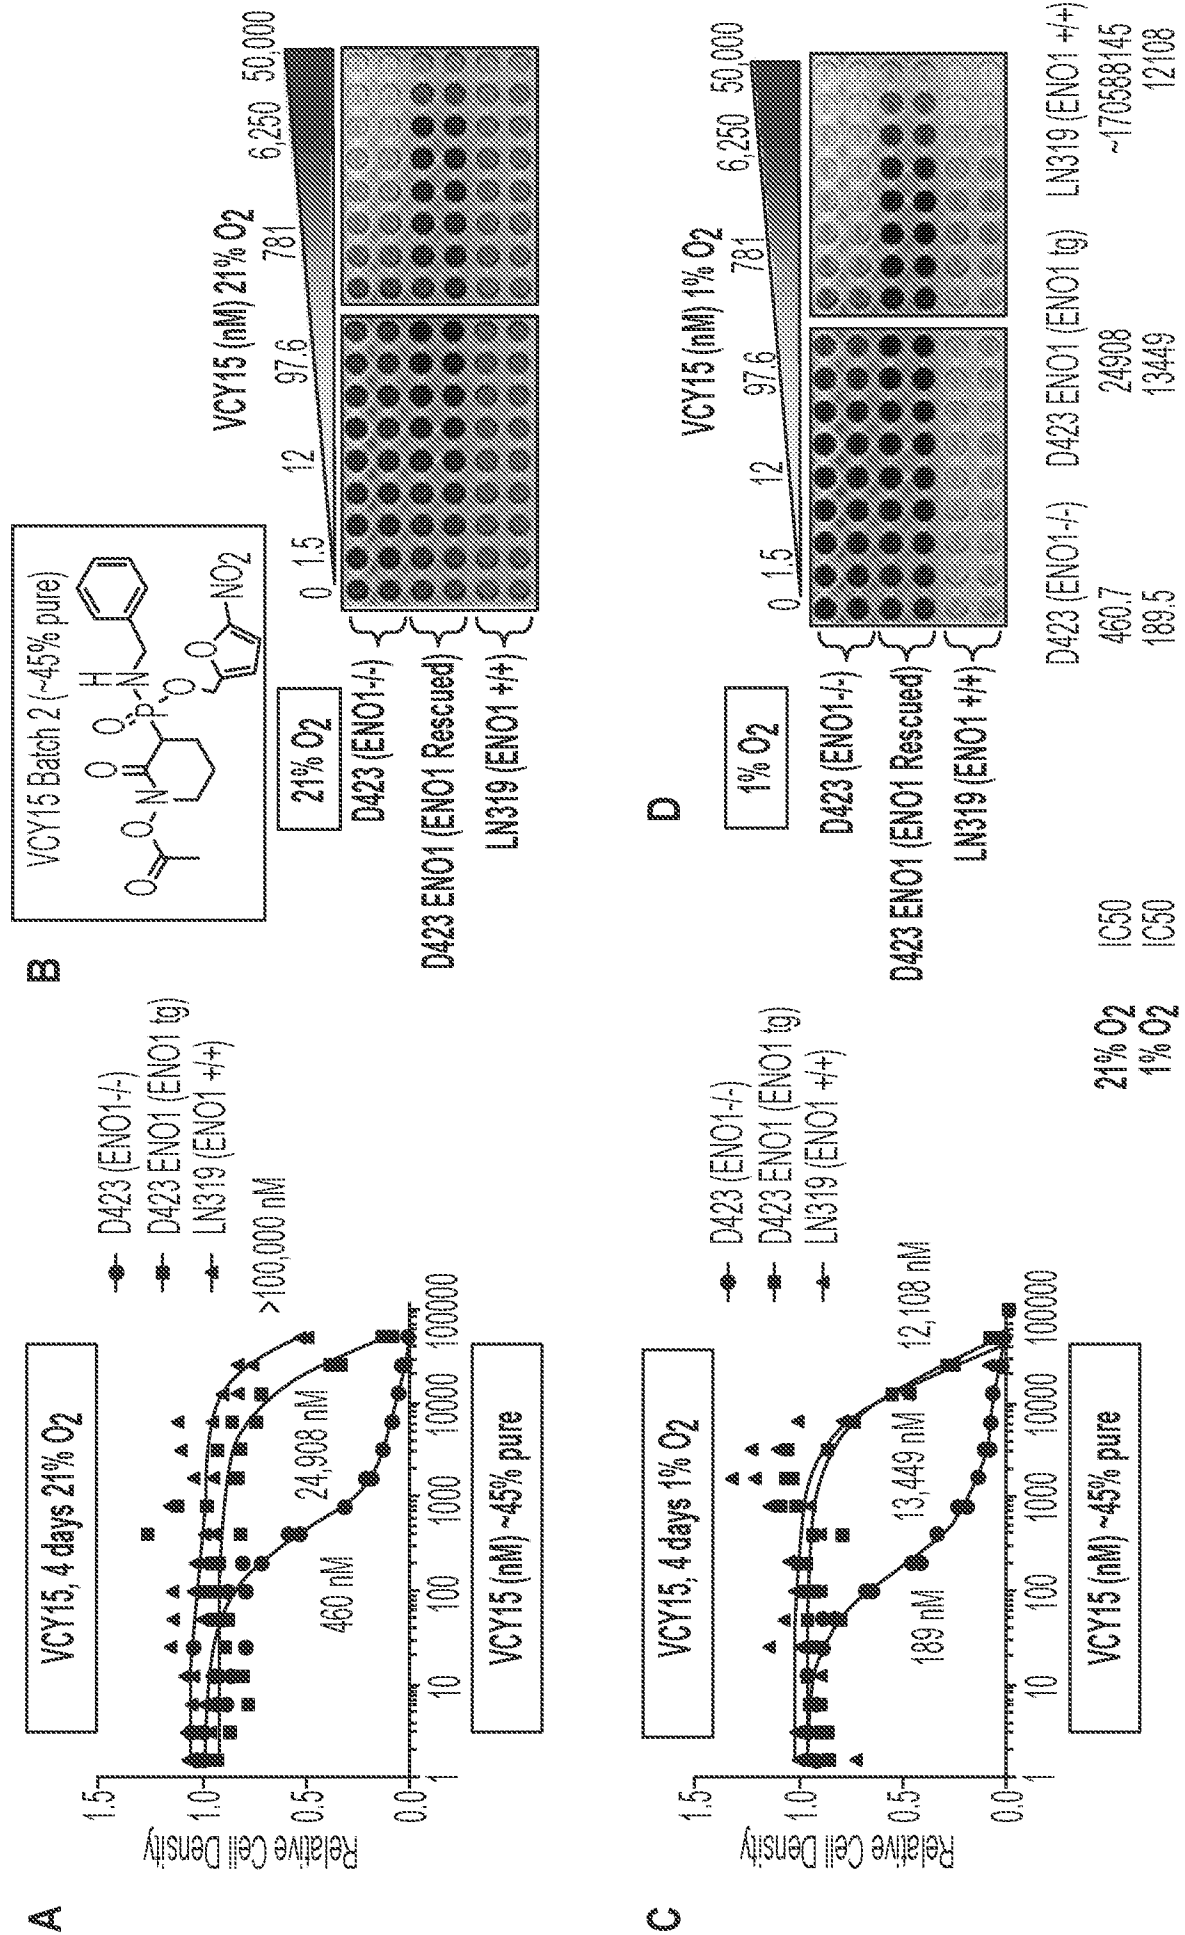 A
VCY15, 4 days 21% O2
Relative Cell Density
1.5
1.0
0.5
0.0
1
10
100
1000
10000
100000
460 nM
24,908 nM
>100,000 nM
D423 (ENO1-/-)
D423 ENO1 (ENO1 tg)
LN319 (ENO1 +/+)
VCY15 (nM) ~45% pure
B
VCY15 Batch 2 (~45% pure)
O
O
N
O
O
P
H
N
O
O
NO2
VCY15 (nM) 21% O2
0
1.5
12
97.6
781
6,250
50,000
21% O2
D423 (ENO1-/-)
D423 ENO1 (ENO1 Rescued)
LN319 (ENO1 +/+)
C
VCY15, 4 days 1% O2
Relative Cell Density
1.5
1.0
0.5
0.0
1
10
100
1000
10000
100000
189 nM
13,449 nM
12,108 nM
D423 (ENO1-/-)
D423 ENO1 (ENO1 tg)
LN319 (ENO1 +/+)
VCY15 (nM) ~45% pure
D
VCY15 (nM) 1% O2
0
1.5
12
97.6
781
6,250
50,000
1% O2
D423 (ENO1-/-)
D423 ENO1 (ENO1 Rescued)
LN319 (ENO1 +/+)
D423 (ENO1-/-) D423 ENO1 (ENO1 tg) LN319 (ENO1 +/+)
21% O2 IC50 460.7 24908 ~170588145
1% O2 IC50 189.5 13449 12108